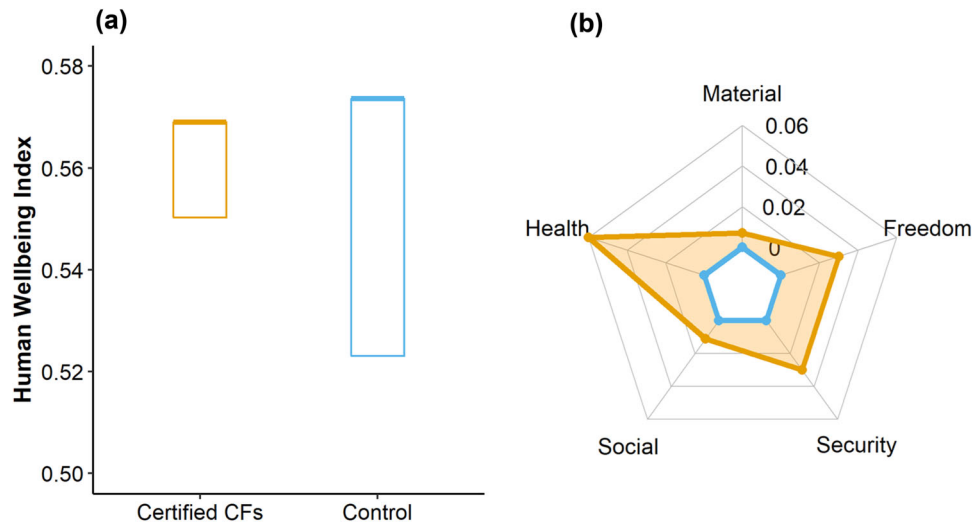 (a)
Human Wellbeing Index
0.58
0.56
0.54
0.52
0.50
Certified CFs
Control
(b)
Material
0.06
0.04
0.02
0
Health
Freedom
Social
Security